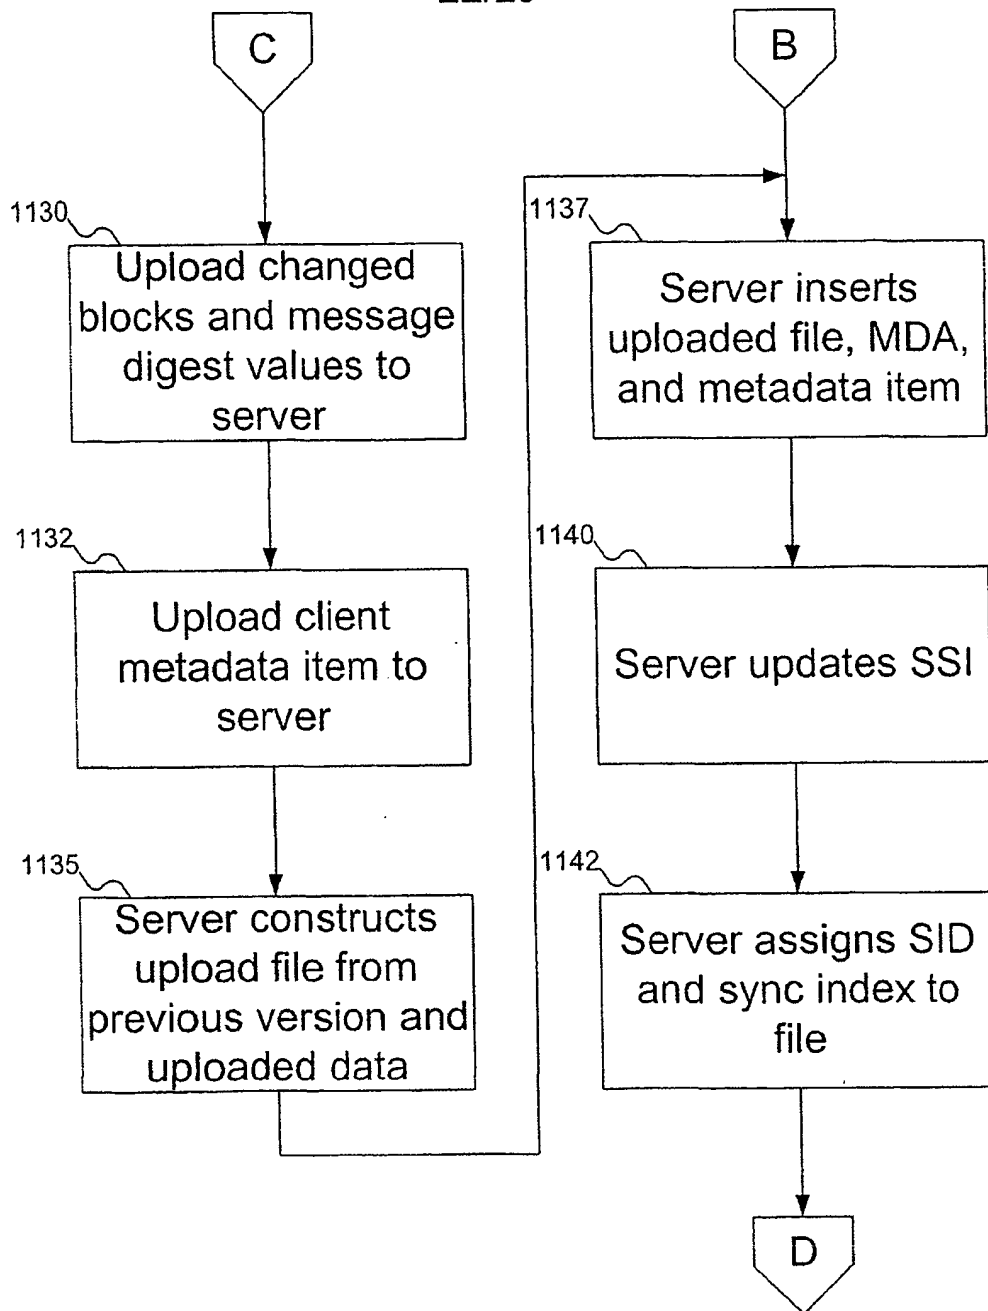 C
1130
Upload changed
blocks and message
digest values to
server
1132
Upload client
metadata item to
server
1135
Server constructs
upload file from
previous version and
uploaded data
B
1137
Server inserts
uploaded file, MDA,
and metadata item
1140
Server updates SSI
1142
Server assigns SID
and sync index to
file
D